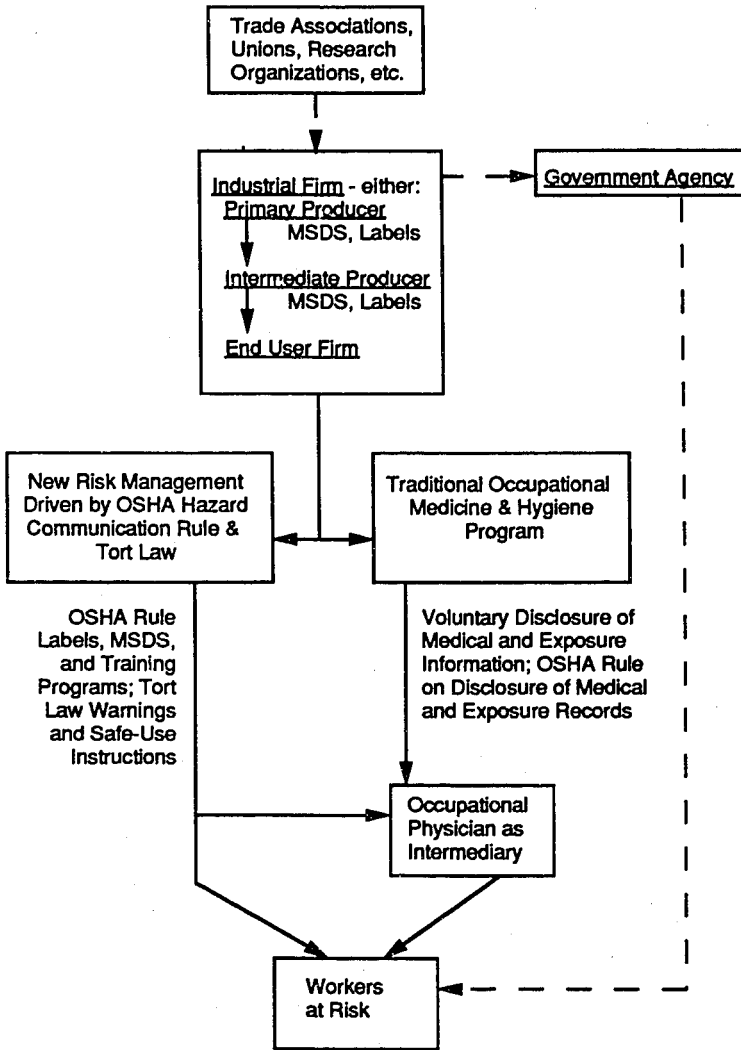 Trade Associations,
Unions, Research
Organizations, etc.
Industrial Firm - either:
Primary Producer
MSDS, Labels
Intermediate Producer
MSDS, Labels
End User Firm
Government Agency
New Risk Management
Driven by OSHA Hazard
Communication Rule &
Tort Law
Traditional Occupational
Medicine & Hygiene
Program
OSHA Rule
Labels, MSDS,
and Training
Programs; Tort
Law Warnings
and Safe-Use
Instructions
Voluntary Disclosure of
Medical and Exposure
Information; OSHA Rule
on Disclosure of Medical
and Exposure Records
Occupational
Physician as
Intermediary
Workers
at Risk